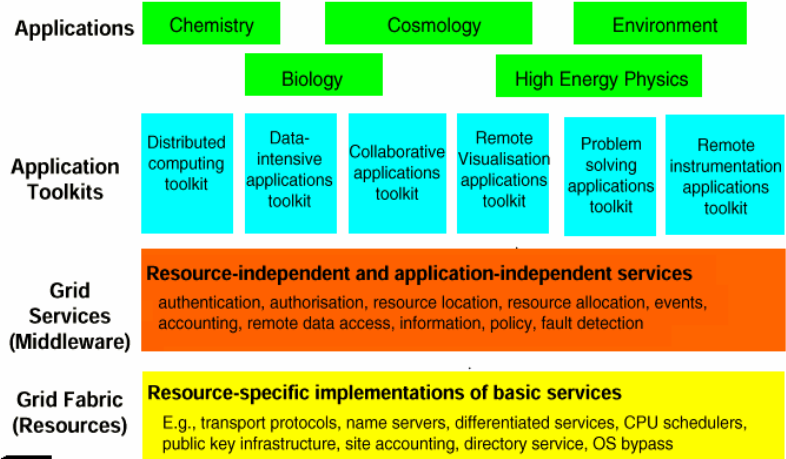 Applications
Chemistry
Cosmology
Environment
Biology
High Energy Physics
Application
Toolkits
Distributed
computing
toolkit
Data-
intensive
applications
toolkit
Collaborative
applications
toolkit
Remote
Visualisation
applications
toolkit
Problem
solving
applications
toolkit
Remote
instrumentation
applications
toolkit
Grid
Services
(Middleware)
Resource-independent and application-independent services
authentication, authorisation, resource location, resource allocation, events,
accounting, remote data access, information, policy, fault detection
Grid Fabric
(Resources)
Resource-specific implementations of basic services
E.g., transport protocols, name servers, differentiated services, CPU schedulers,
public key infrastructure, site accounting, directory service, OS bypass